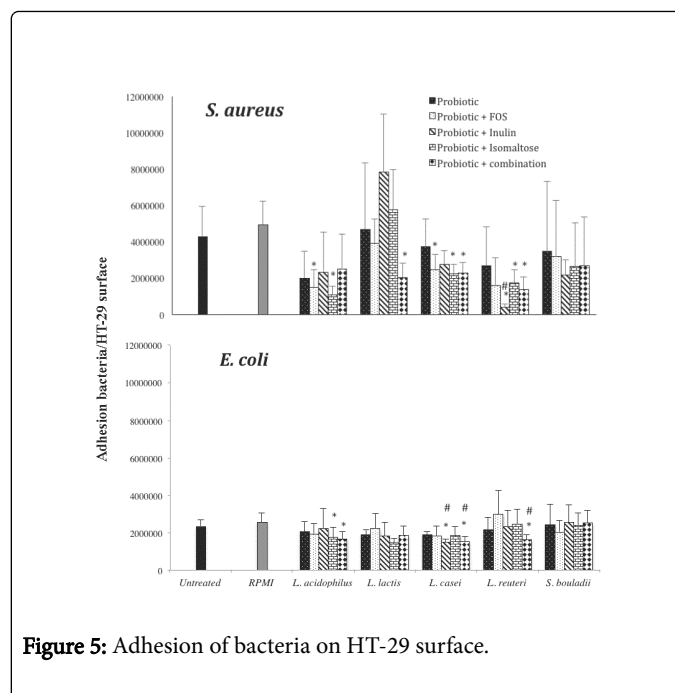 S. aureus
Probiotic
Probiotic + FOS
Probiotic + Inulin
Probiotic + Isomaltose
Probiotic + combination
12000000
10000000
8000000
6000000
4000000
2000000
0
* * * * * * # * * *
Adhesion bacteria/HT-29 surface
E. coli
12000000
10000000
8000000
6000000
4000000
2000000
0
* * # * # * # *
Untreated RPMI L. acidophilus L. lactis L. casei L. reuteri S. bouladii
Figure 5: Adhesion of bacteria on HT-29 surface.